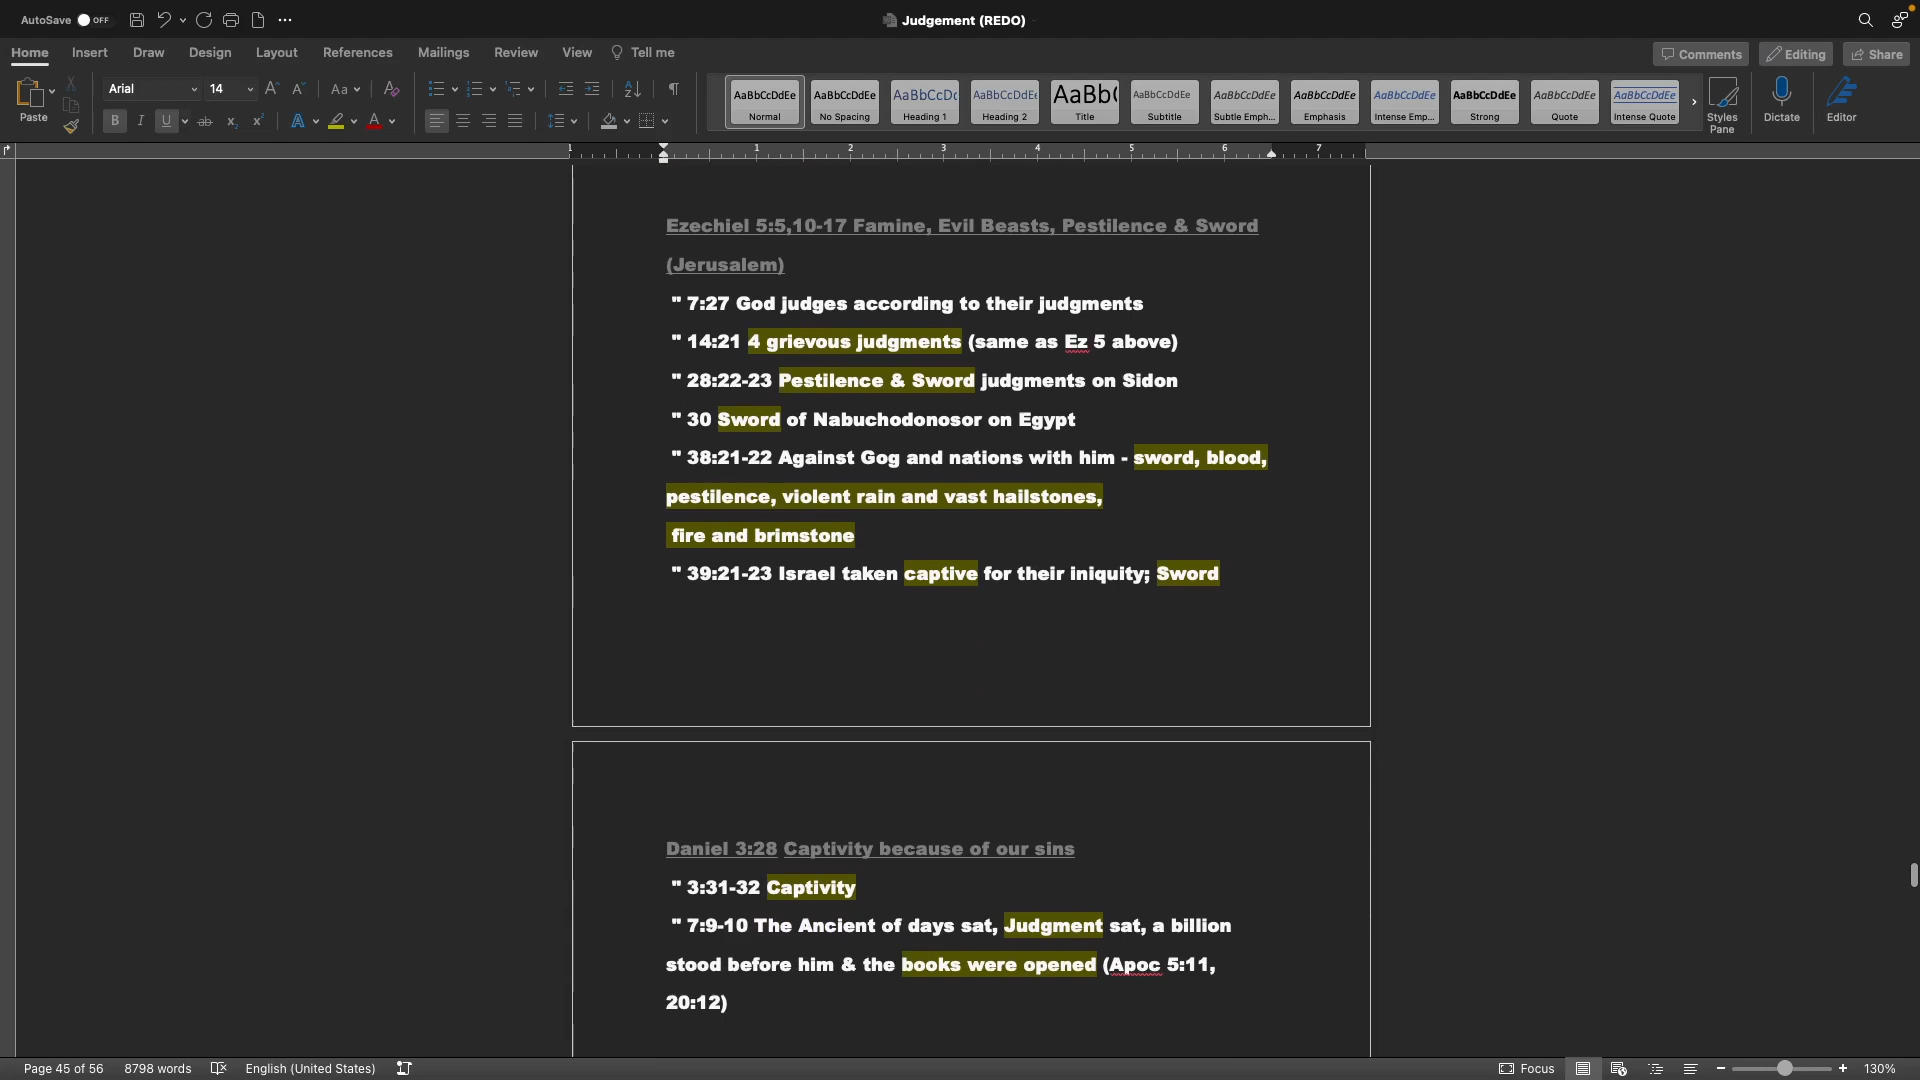 AutoSave OFF
Judgement (REDO)
Home Insert Draw Design Layout References Mailings Review View Tell me
Comments Editing Share
Paste
Arial 14
Aa
AaBbCcDdEe AaBbCcDdEe AaBbCcDc AaBbCcDdEe AaBb( AaBbCcDdEe AaBbCcDdEe AaBbCcDdEe AaBbCcDdEe AaBbCcDdEe AaBbCcDdEe AaBbCcDdEe
Normal No Spacing Heading 1 Heading 2 Title Subtitle Subtle Emph... Emphasis Intense Emp... Strong Quote Intense Quote
Styles Pane
Dictate
Editor
1 1 2 3 4 5 6 7
Ezechiel 5:5,10-17 Famine, Evil Beasts, Pestilence & Sword
(Jerusalem)
" 7:27 God judges according to their judgments
" 14:21 4 grievous judgments (same as Ez 5 above)
" 28:22-23 Pestilence & Sword judgments on Sidon
" 30 Sword of Nabuchodonosor on Egypt
" 38:21-22 Against Gog and nations with him - sword, blood,
pestilence, violent rain and vast hailstones,
fire and brimstone
" 39:21-23 Israel taken captive for their iniquity; Sword
Daniel 3:28 Captivity because of our sins
" 3:31-32 Captivity
" 7:9-10 The Ancient of days sat, Judgment sat, a billion
stood before him & the books were opened (Apoc 5:11,
20:12)
Page 45 of 56 8798 words English (United States) Focus 130%